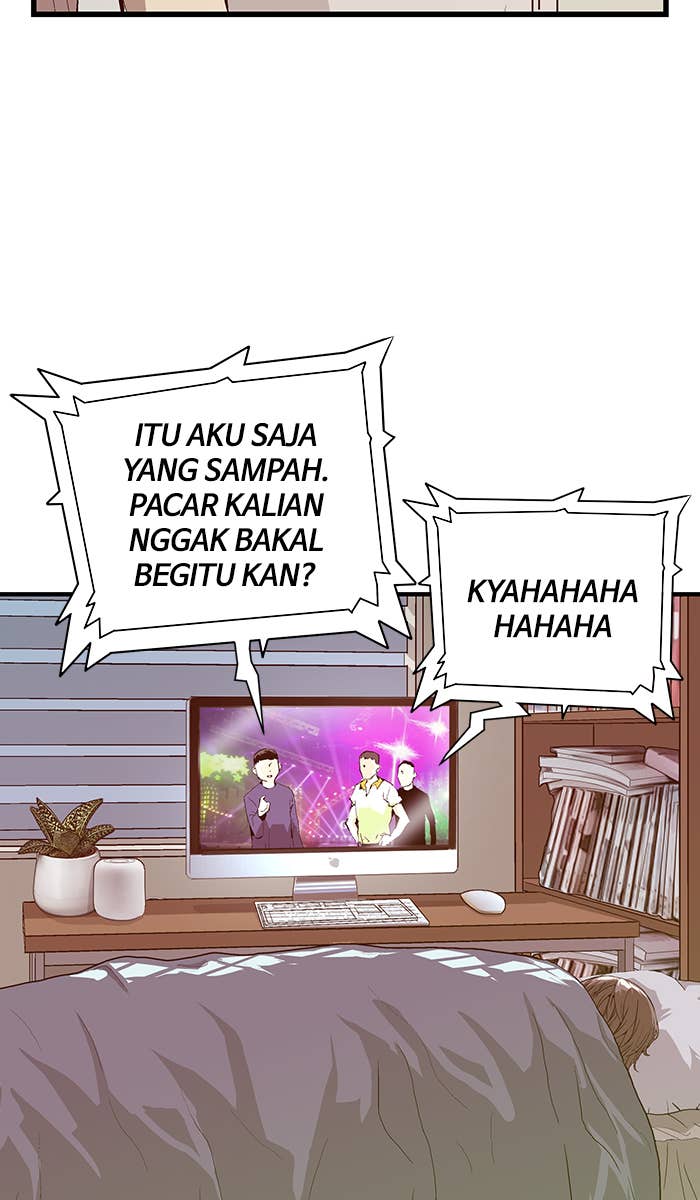 ITU AKU SAJA
YANG SAMPAH.
PACAR KALIAN
NGGAK BAKAL
BEGITU KAN?
KYAHAHAHA
HAHAHA